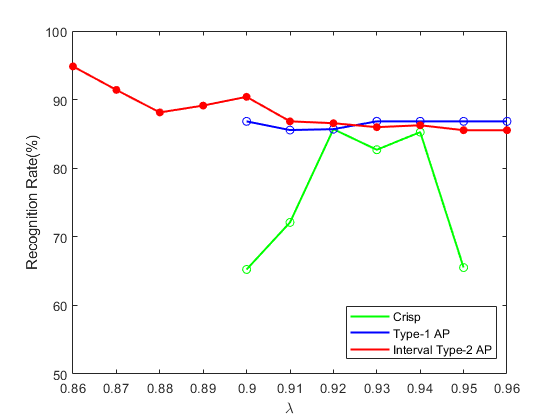 100
90
80
70
60
50
Recognition Rate(%)
0.86 0.87 0.88 0.89 0.9 0.91 0.92 0.93 0.94 0.95 0.96
λ
Crisp
Type-1 AP
Interval Type-2 AP